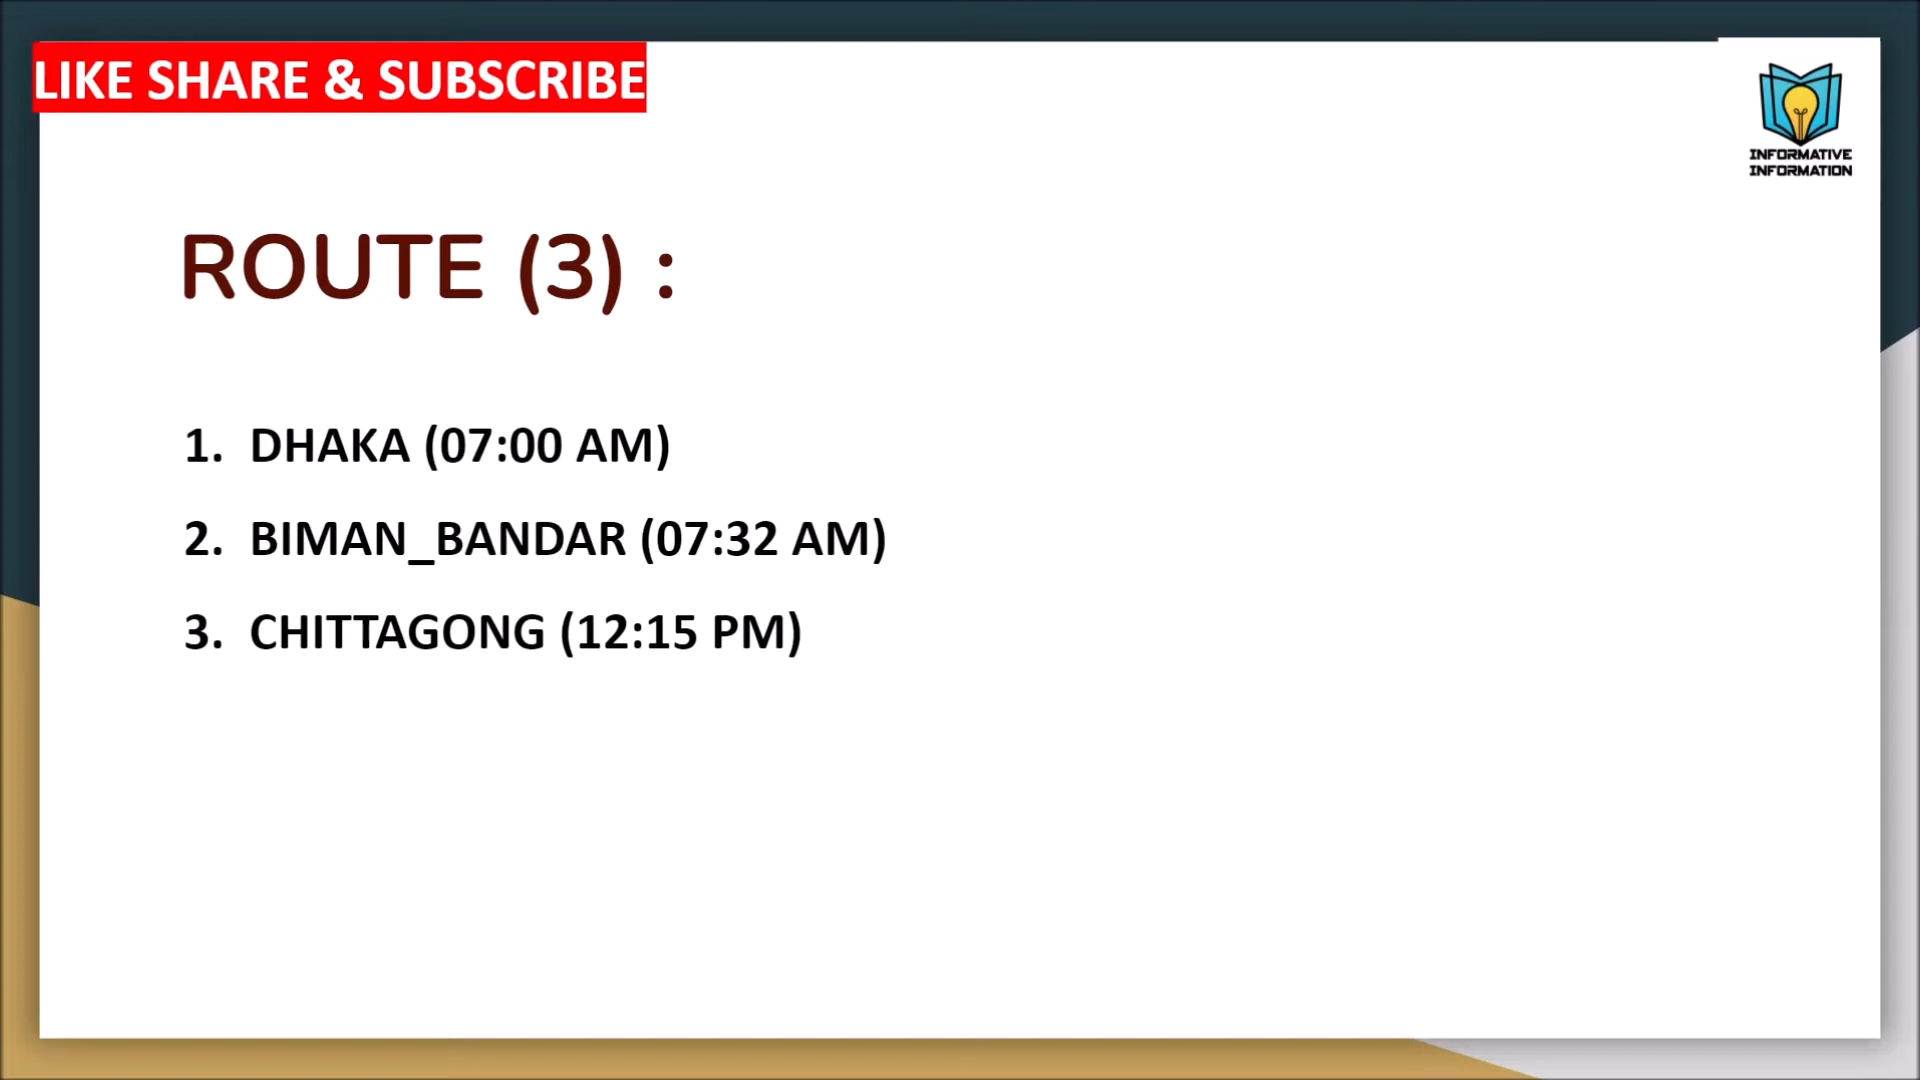 LIKE SHARE & SUBSCRIBE
INFORMATIVE
INFORMATION
ROUTE (3) :
1. DHAKA (07:00 AM)
2. BIMAN_BANDAR (07:32 AM)
3. CHITTAGONG (12:15 PM)